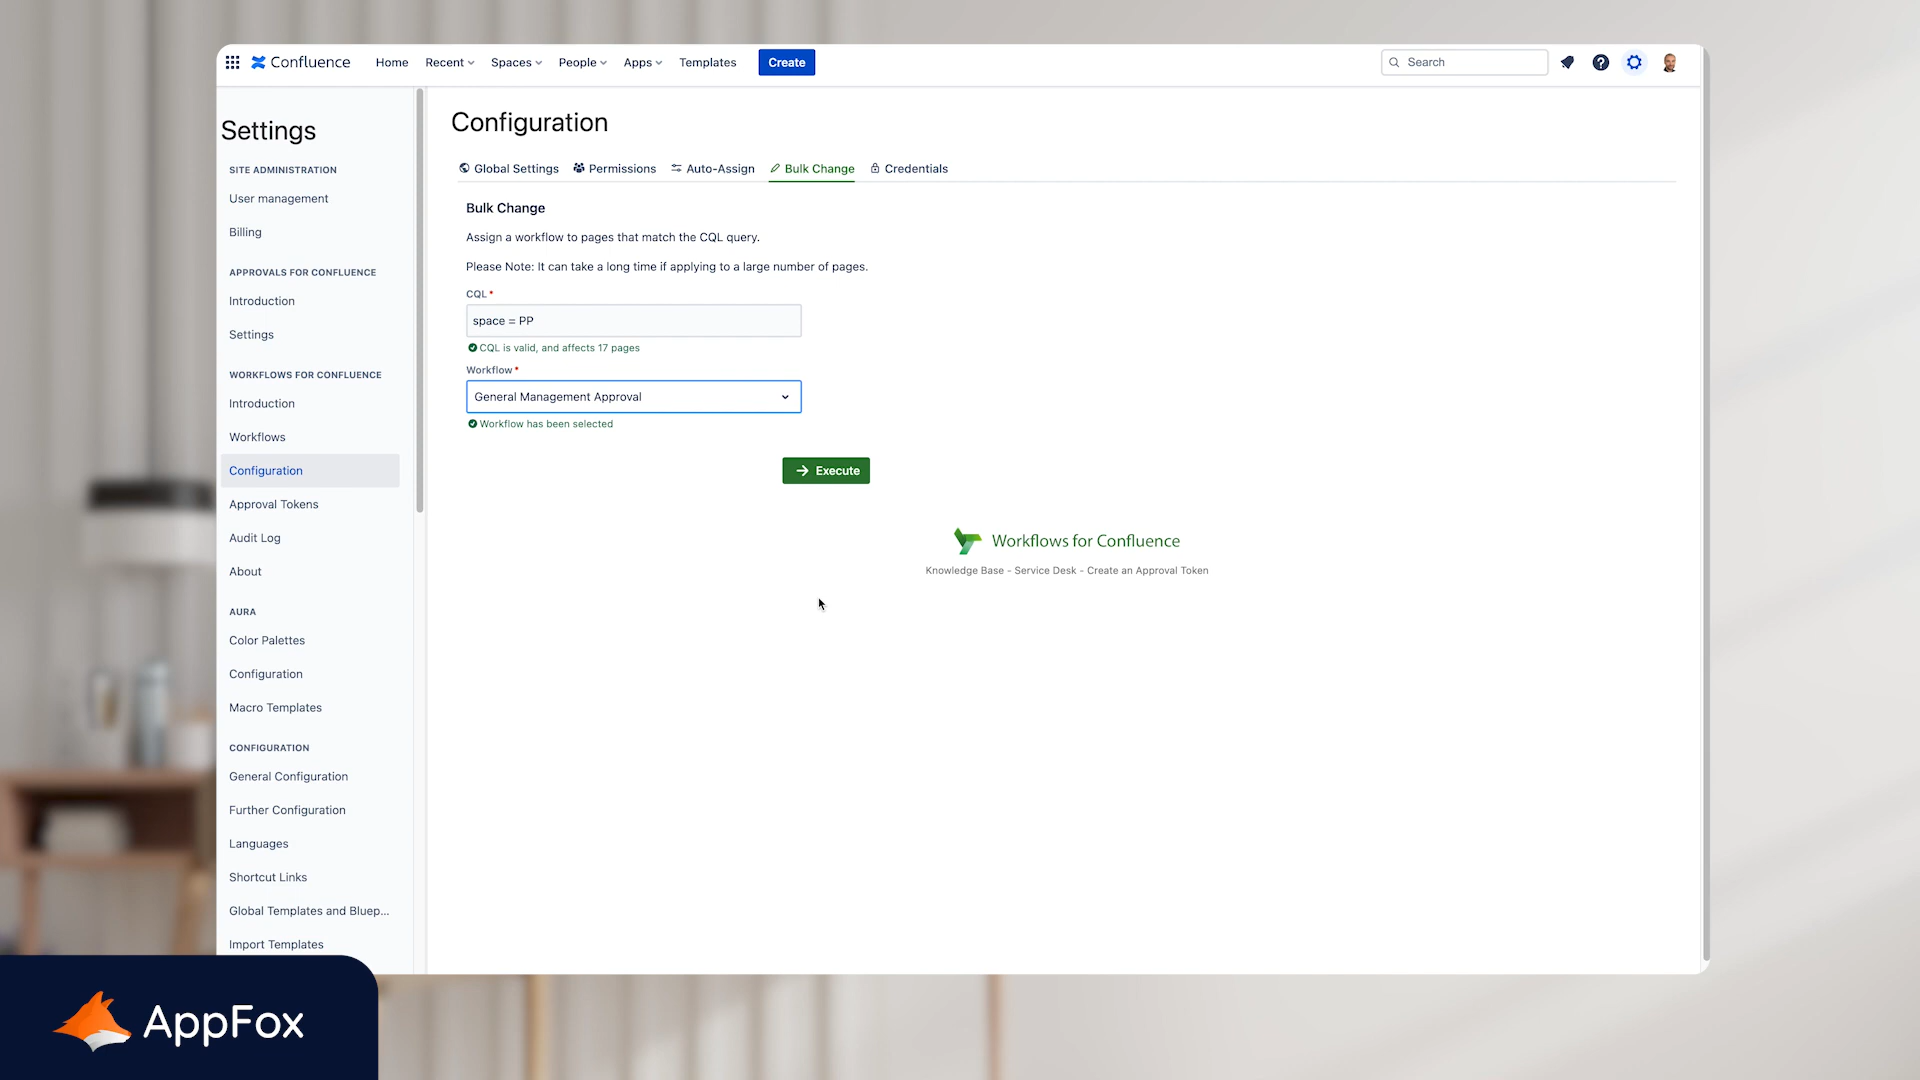 Confluence
Home
Recent
Spaces
People
Apps
Templates
Create
Search
Settings
SITE ADMINISTRATION
User management
Billing
APPROVALS FOR CONFLUENCE
Introduction
Settings
WORKFLOWS FOR CONFLUENCE
Introduction
Workflows
Configuration
Approval Tokens
Audit Log
About
AURA
Color Palettes
Configuration
Macro Templates
CONFIGURATION
General Configuration
Further Configuration
Languages
Shortcut Links
Global Templates and Bluep...
Import Templates
Configuration
Global Settings
Permissions
Auto-Assign
Bulk Change
Credentials
Bulk Change
Assign a workflow to pages that match the CQL query.
Please Note: It can take a long time if applying to a large number of pages.
CQL *
space = PP
CQL is valid, and affects 17 pages
Workflow *
General Management Approval
Workflow has been selected
Execute
Workflows for Confluence
Knowledge Base - Service Desk - Create an Approval Token
AppFox